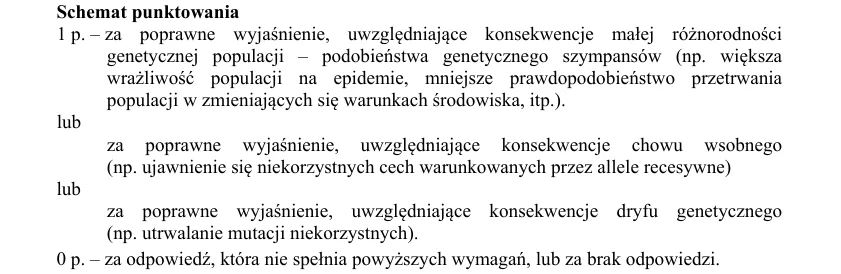 Schemat punktowania
1 p. – za poprawne wyjaśnienie, uwzględniające konsekwencje małej różnorodności
genetycznej populacji – podobieństwa genetycznego szympansów (np. większa
wrażliwość populacji na epidemie, mniejsze prawdopodobieństwo przetrwania
populacji w zmieniających się warunkach środowiska, itp.).
lub
za poprawne wyjaśnienie, uwzględniające konsekwencje chowu wsobnego
(np. ujawnienie się niekorzystnych cech warunkowanych przez allele recesywne)
lub
za poprawne wyjaśnienie, uwzględniające konsekwencje dryfu genetycznego
(np. utrwalanie mutacji niekorzystnych).
0 p. – za odpowiedź, która nie spełnia powyższych wymagań, lub za brak odpowiedzi.